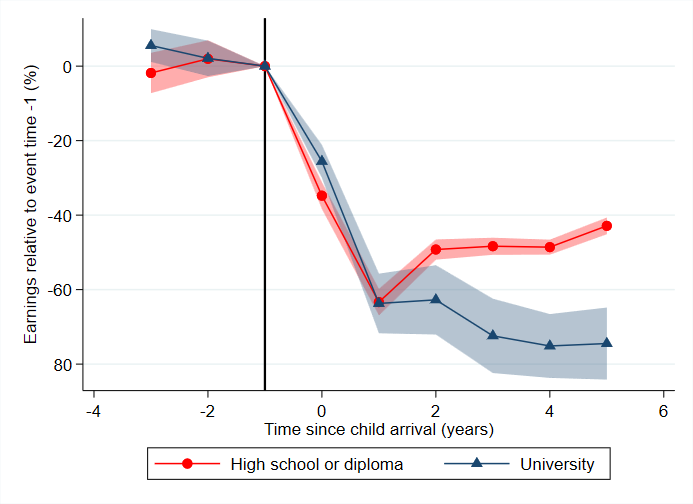 Earnings relative to event time -1 (%)
0
-20
-40
-60
80
-4
-2
0
2
4
6
Time since child arrival (years)
High school or diploma
University